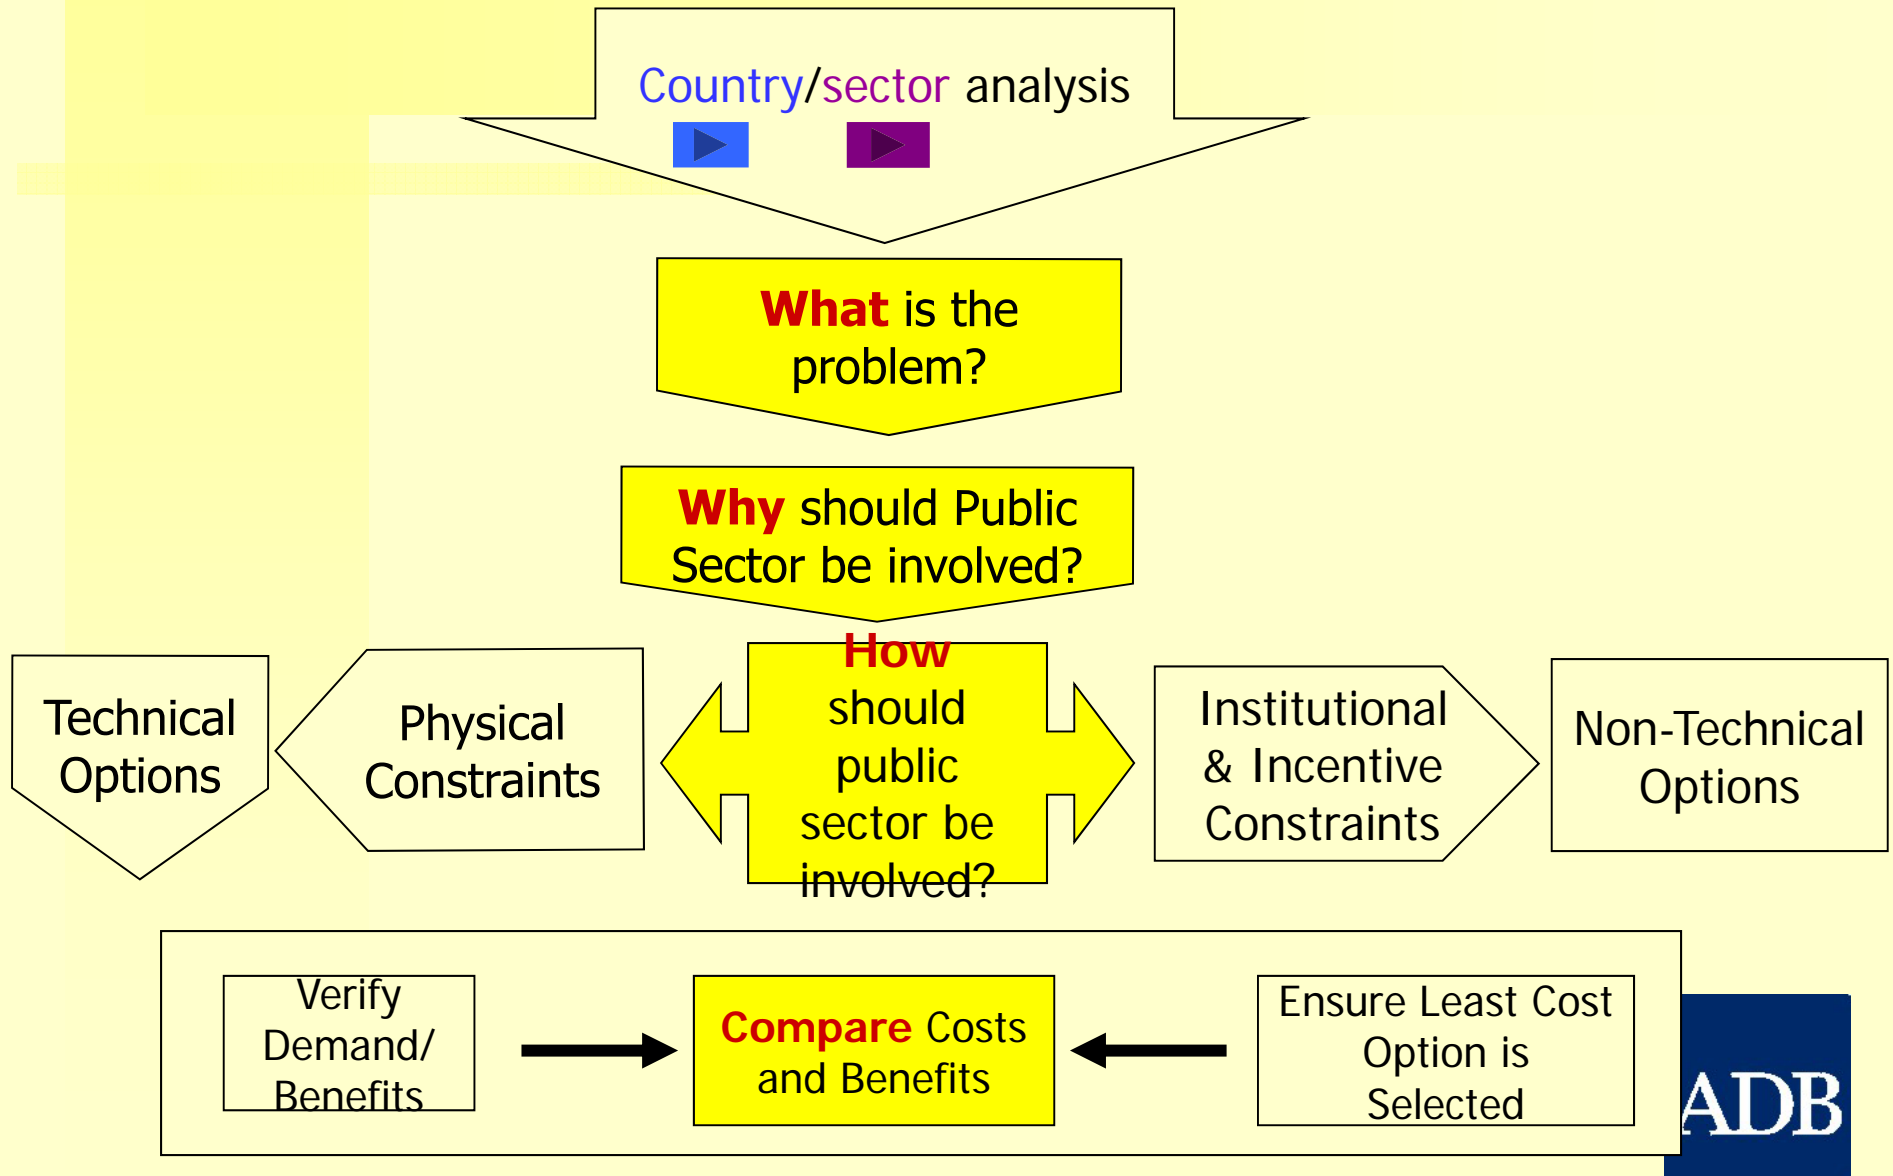 Country/sector analysis
What is the
problem?
Why should Public
Sector be involved?
Technical
Options
Physical
Constraints
How
should
public
sector be
involved?
Institutional
& Incentive
Constraints
Non-Technical
Options
Verify
Demand/
Benefits
Compare Costs
and Benefits
Ensure Least Cost
Option is
Selected
ADB